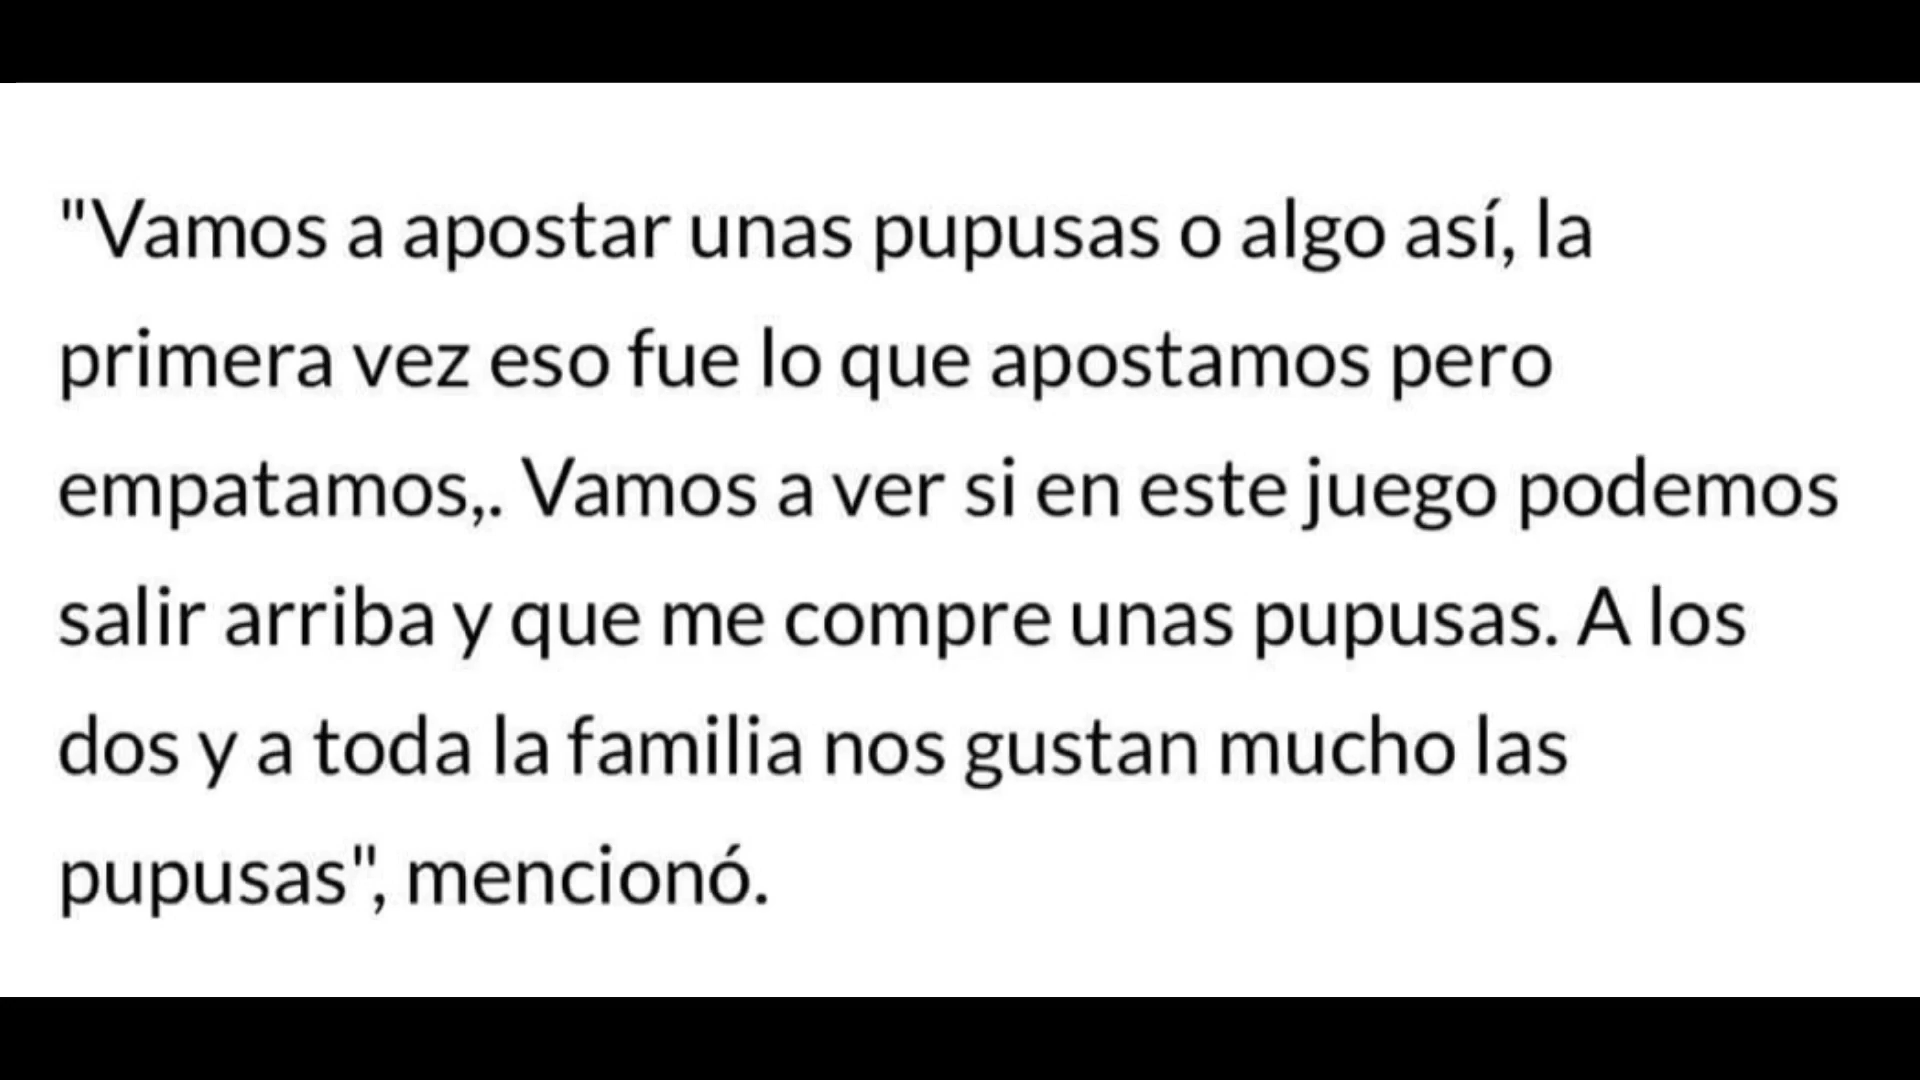 "Vamos a apostar unas pupusas o algo así, la
primera vez eso fue lo que apostamos pero
empatamos,. Vamos a ver si en este juego podemos
salir arriba y que me compre unas pupusas. A los
dos y a toda la familia nos gustan mucho las
pupusas", mencionó.